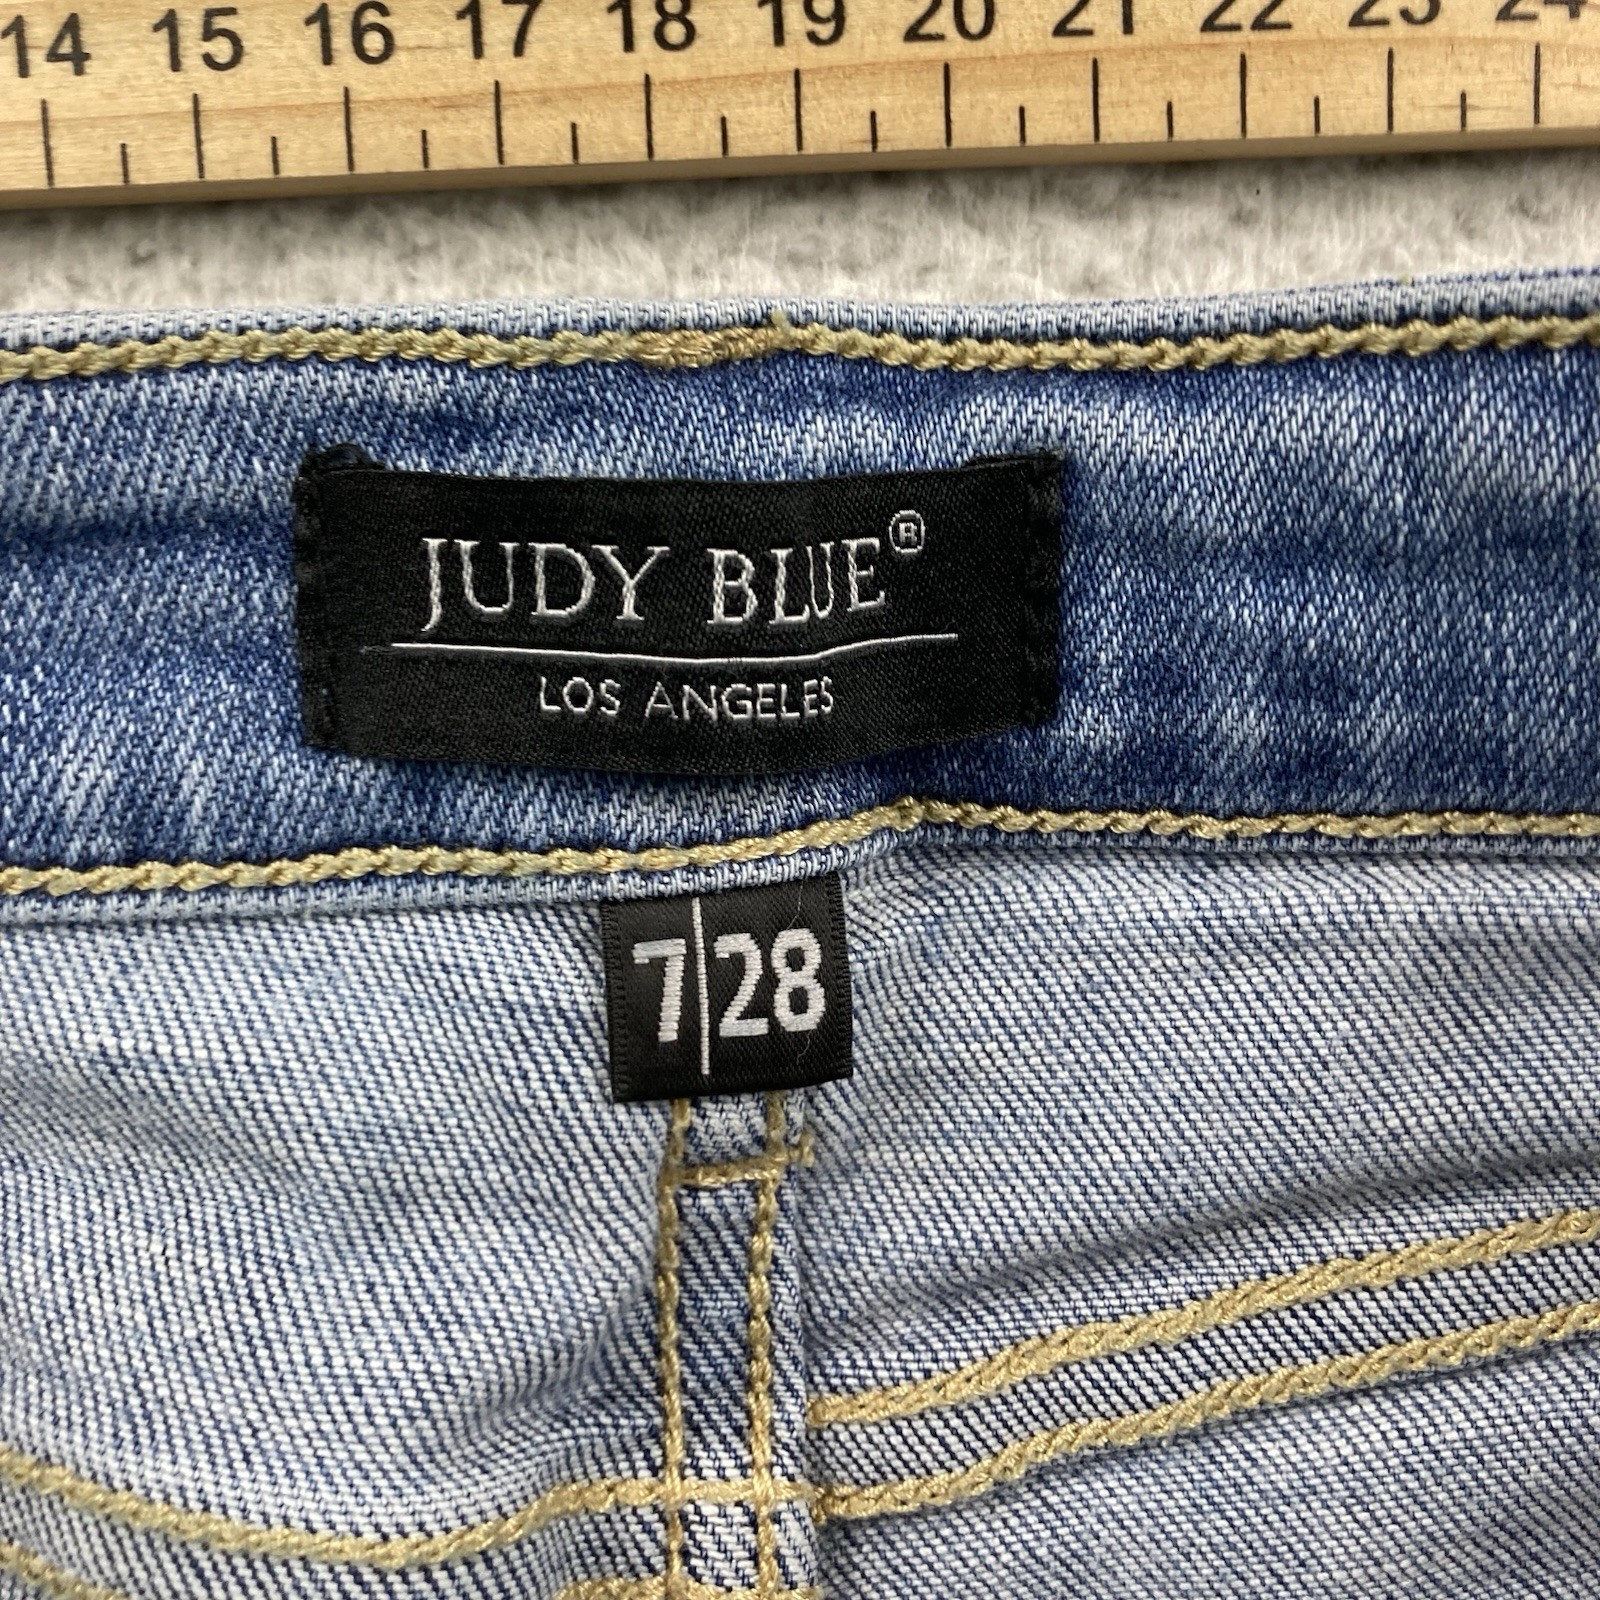 14 15 16 17 18 19 20 21 22 23 24
JUDY BLUE®
LOS ANGELES
7|28